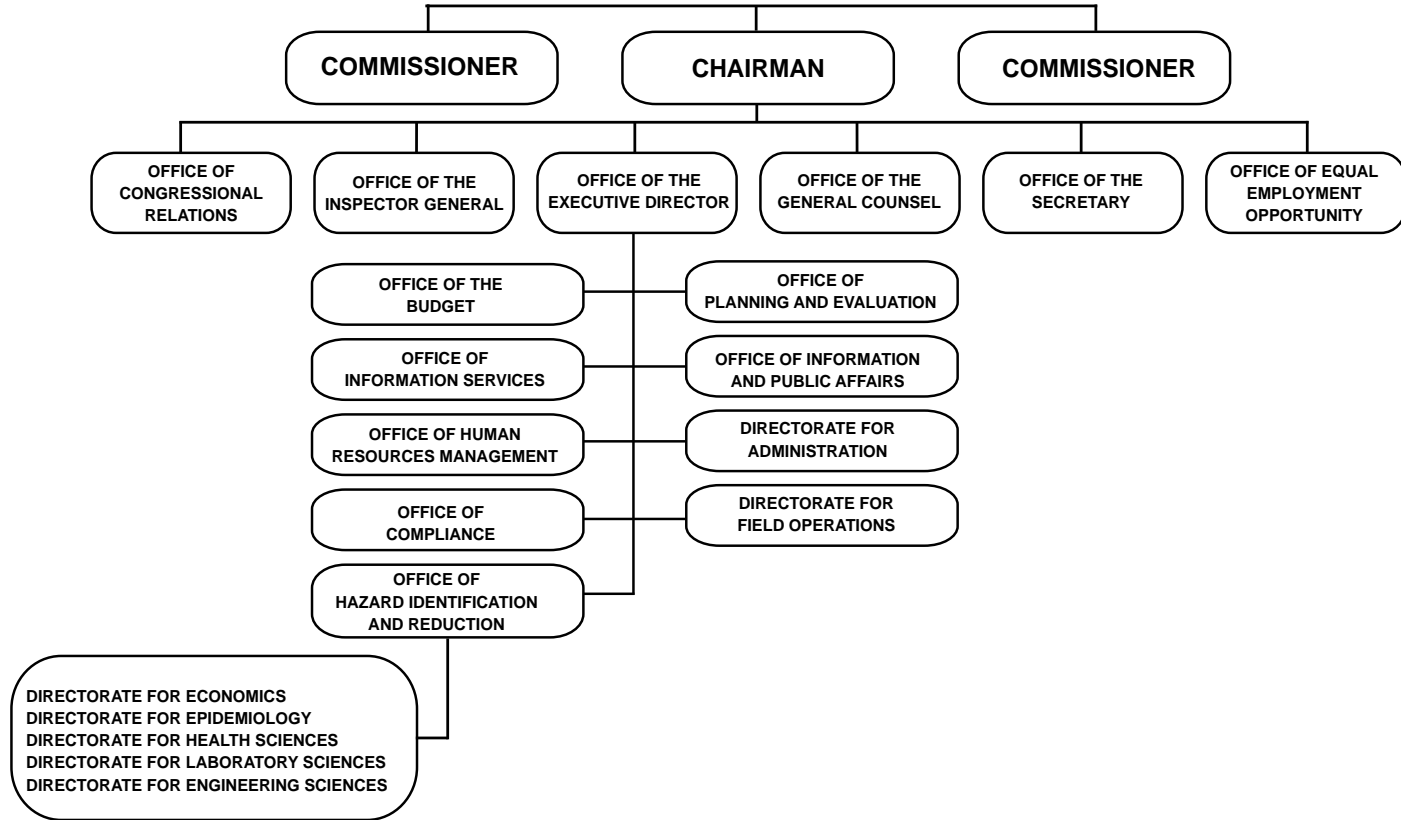 COMMISSIONER
CHAIRMAN
COMMISSIONER
OFFICE OF
CONGRESSIONAL
RELATIONS
OFFICE OF THE
INSPECTOR GENERAL
OFFICE OF THE
EXECUTIVE DIRECTOR
OFFICE OF THE
GENERAL COUNSEL
OFFICE OF THE
SECRETARY
OFFICE OF EQUAL
EMPLOYMENT
OPPORTUNITY
OFFICE OF THE
BUDGET
OFFICE OF
PLANNING AND EVALUATION
OFFICE OF
INFORMATION SERVICES
OFFICE OF INFORMATION
AND PUBLIC AFFAIRS
OFFICE OF HUMAN
RESOURCES MANAGEMENT
DIRECTORATE FOR
ADMINISTRATION
OFFICE OF
COMPLIANCE
DIRECTORATE FOR
FIELD OPERATIONS
OFFICE OF
HAZARD IDENTIFICATION
AND REDUCTION
DIRECTORATE FOR ECONOMICS
DIRECTORATE FOR EPIDEMIOLOGY
DIRECTORATE FOR HEALTH SCIENCES
DIRECTORATE FOR LABORATORY SCIENCES
DIRECTORATE FOR ENGINEERING SCIENCES